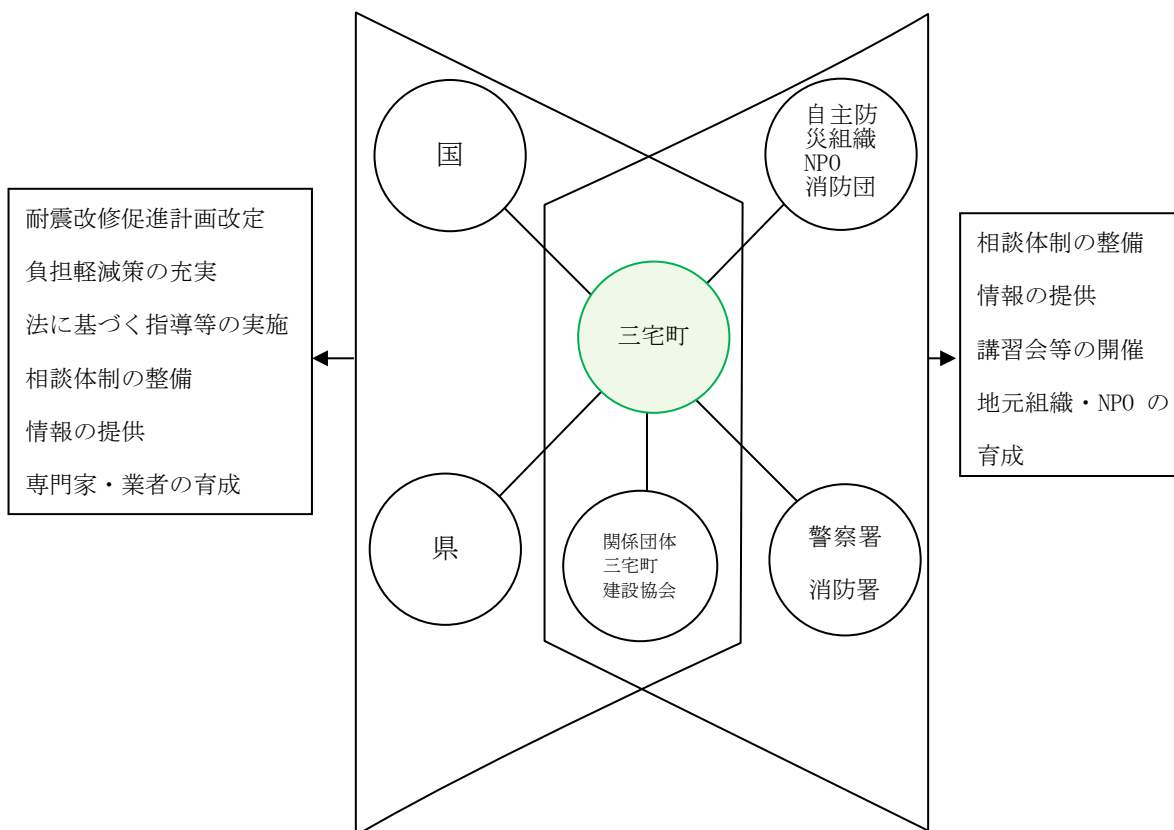 国
自主防
災組織
NPO
消防団
耐震改修促進計画改定
負担軽減策の充実
法に基づく指導等の実施
相談体制の整備
情報の提供
専門家・業者の育成
三宅町
相談体制の整備
情報の提供
講習会等の開催
地元組織・NPO の
育成
県
関係団体
三宅町
建設協会
警察署
消防署